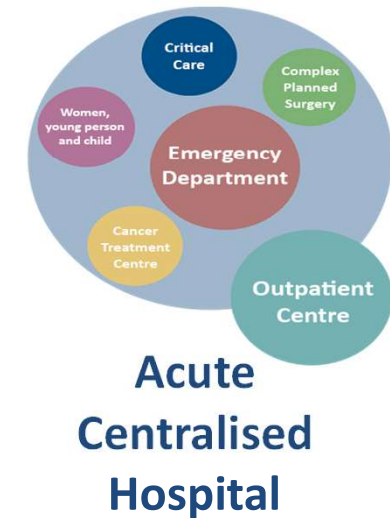 Critical
Care
Complex
Planned
Surgery
Women,
young person
and child
Emergency
Department
Cancer
Treatment
Centre
Outpatient
Centre
Acute
Centralised
Hospital